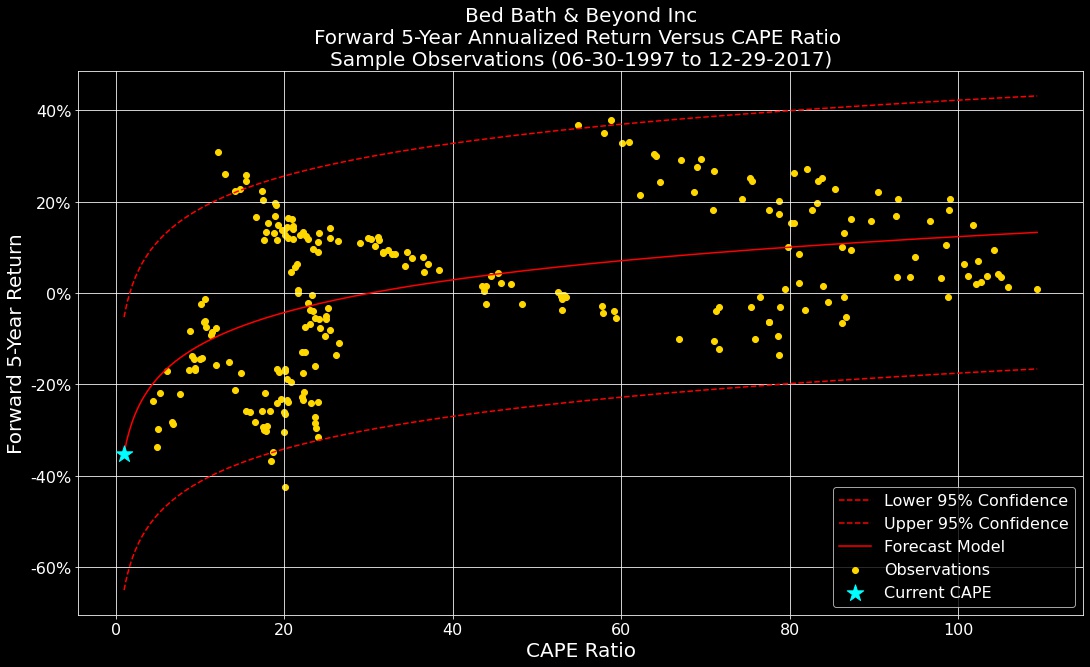 Bed Bath & Beyond Inc
Forward 5-Year Annualized Return Versus CAPE Ratio
Sample Observations (06-30-1997 to 12-29-2017)
Forward 5-Year Return
40%
20%
0%
-20%
-40%
-60%
Lower 95% Confidence
Upper 95% Confidence
Forecast Model
Observations
Current CAPE
0 20 40 60 80 100
CAPE Ratio